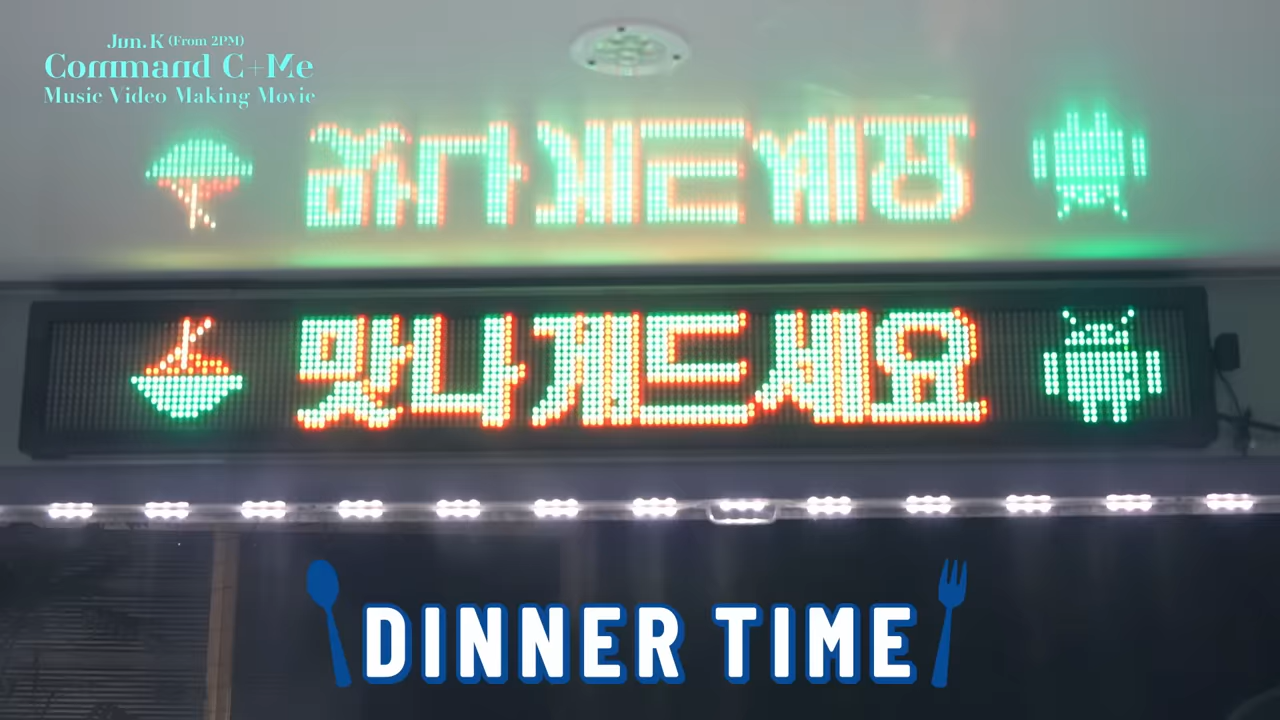 Jun. K (From 2PM)
Command C+Me
Music Video Making Movie
맛나게드세요
DINNER TIME